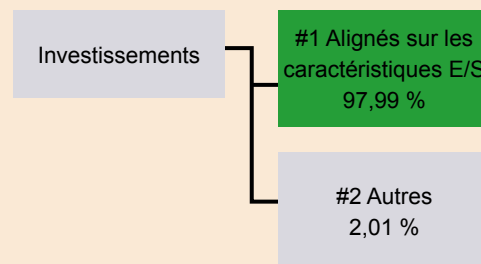 Investissements
#1 Alignés sur les
caractéristiques E/S
97,99 %
#2 Autres
2,01 %